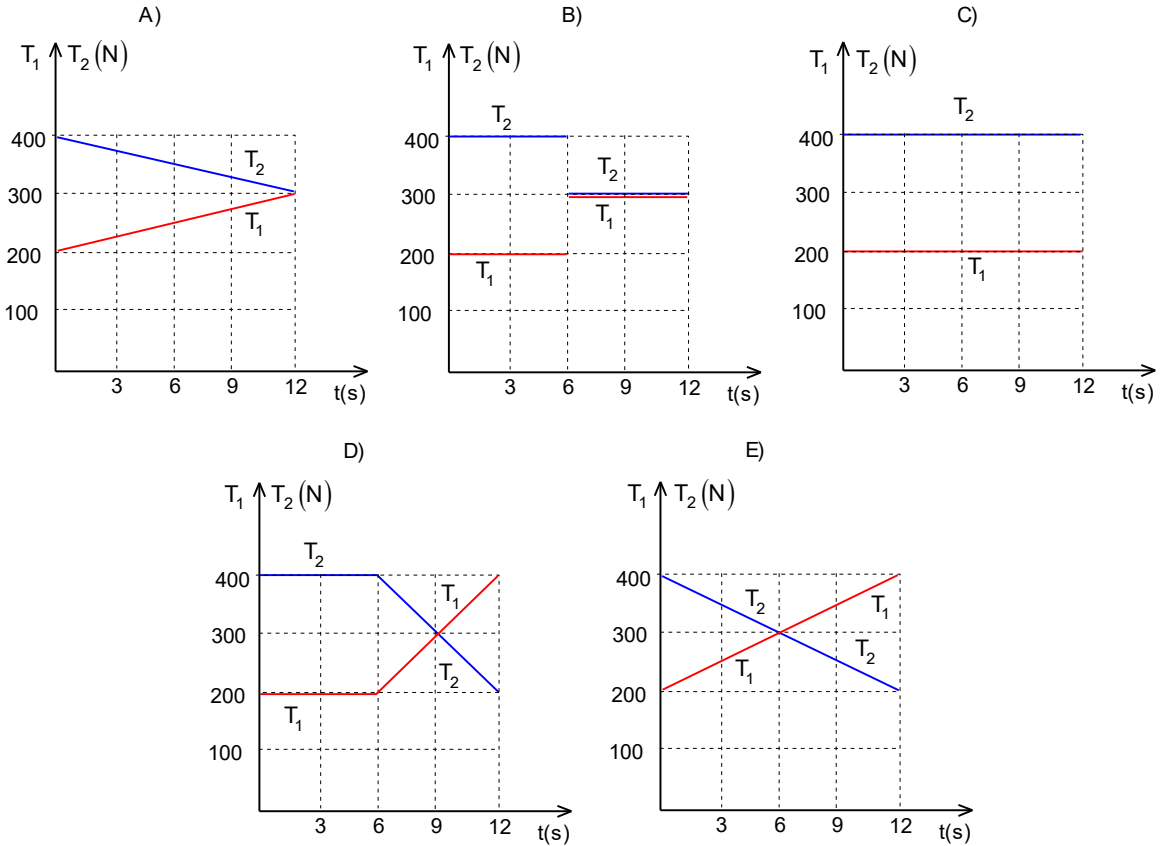 A)
T₁ T₂ (N)
400
300
200
100
T₂
T₁
3 6 9 12
t(s)
B)
T₁ T₂ (N)
400
300
200
100
T₂
T₂
T₁
T₁
3 6 9 12
t(s)
C)
T₁ T₂ (N)
400
300
200
100
T₂
T₁
3 6 9 12
t(s)
D)
T₁ T₂ (N)
400
300
200
100
T₂
T₁
T₂
T₁
3 6 9 12
t(s)
E)
T₁ T₂ (N)
400
300
200
100
T₂
T₁
T₂
T₁
3 6 9 12
t(s)